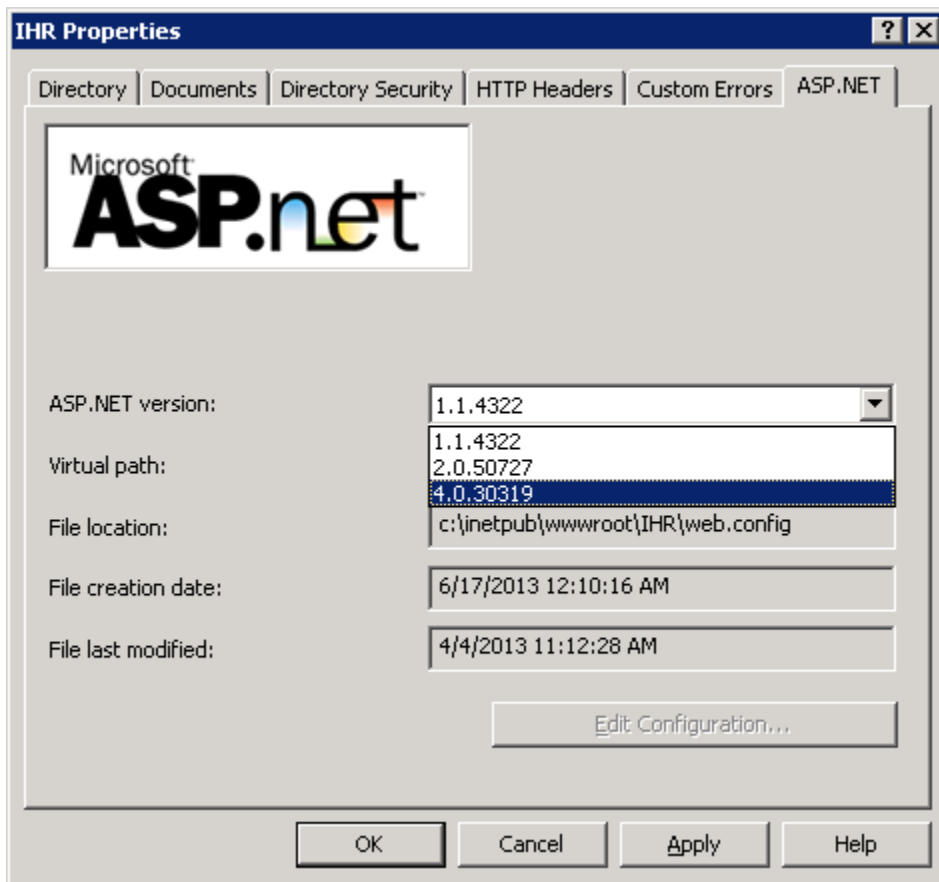 IHR Properties
Directory Documents Directory Security HTTP Headers Custom Errors ASP.NET
Microsoft
ASP.net
ASP.NET version: 1.1.4322
1.1.4322
Virtual path: 2.0.50727
4.0.30319
File location: c:\inetpub\wwwroot\IHR\web.config
File creation date: 6/17/2013 12:10:16 AM
File last modified: 4/4/2013 11:12:28 AM
Edit Configuration...
OK Cancel Apply Help